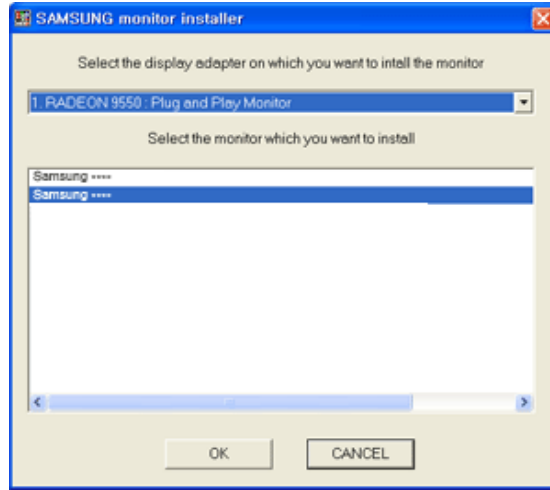 SAMSUNG monitor installer
Select the display adapter on which you want to intall the monitor
1. RADEON 9550 : Plug and Play Monitor
Select the monitor which you want to install
Samsung ****
Samsung ****
OK
CANCEL